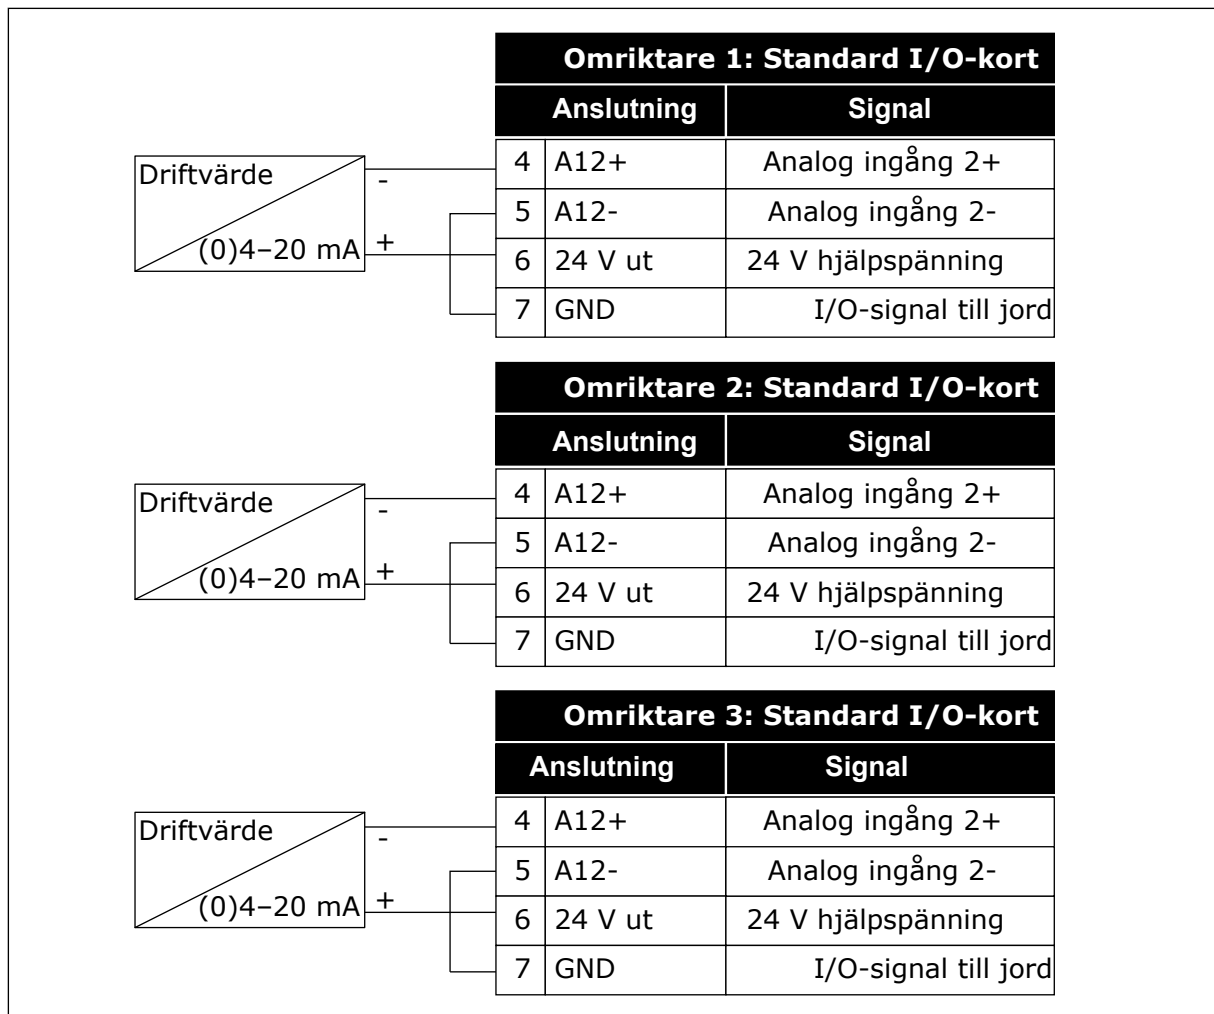 Omriktare 1: Standard I/O-kort
Anslutning Signal
Driftvärde - 4 A12+ Analog ingång 2+
5 A12- Analog ingång 2-
(0)4–20 mA + 6 24 V ut 24 V hjälpspänning
7 GND I/O-signal till jord
Omriktare 2: Standard I/O-kort
Anslutning Signal
Driftvärde - 4 A12+ Analog ingång 2+
5 A12- Analog ingång 2-
(0)4–20 mA + 6 24 V ut 24 V hjälpspänning
7 GND I/O-signal till jord
Omriktare 3: Standard I/O-kort
Anslutning Signal
Driftvärde - 4 A12+ Analog ingång 2+
5 A12- Analog ingång 2-
(0)4–20 mA + 6 24 V ut 24 V hjälpspänning
7 GND I/O-signal till jord